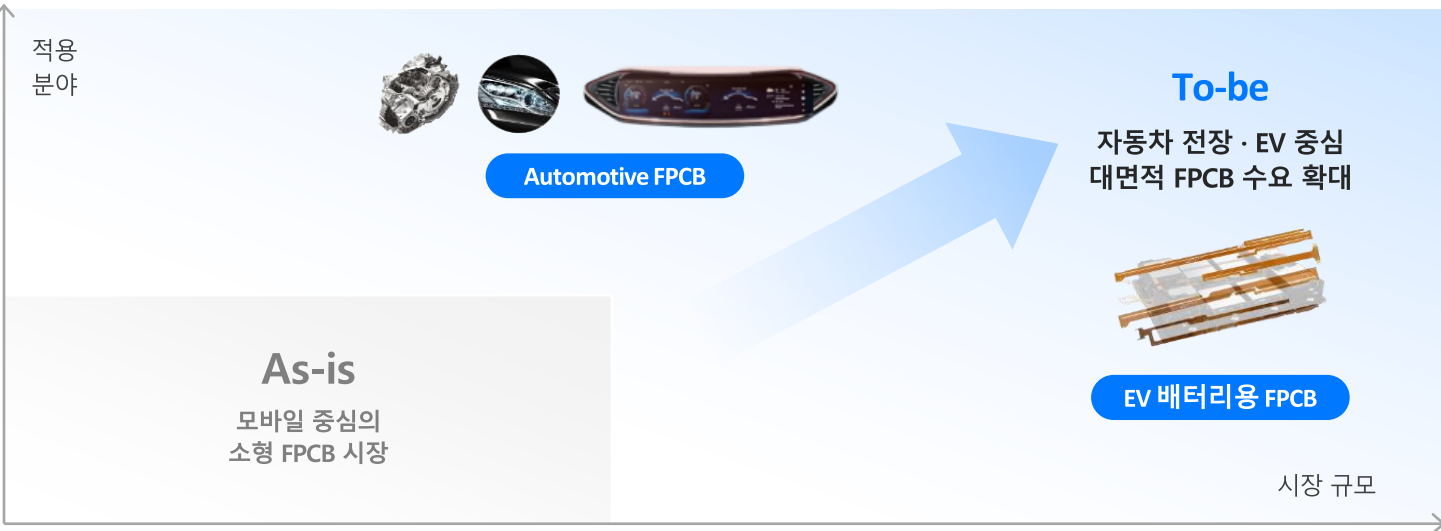 적용
분야
Automotive FPCB
To-be
자동차 전장 · EV 중심
대면적 FPCB 수요 확대
EV 배터리용 FPCB
As-is
모바일 중심의
소형 FPCB 시장
시장 규모